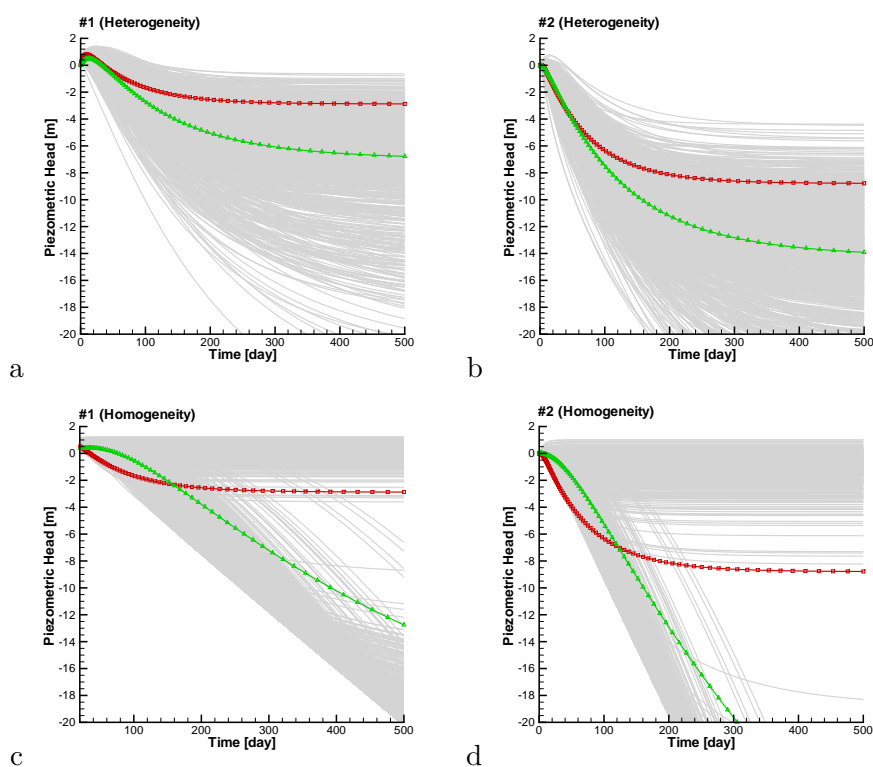 #1 (Heterogeneity)
Piezometric Head [m]
2
0
-2
-4
-6
-8
-10
-12
-14
-16
-18
-20
0 100 200 300 400 500
Time [day]
a
#2 (Heterogeneity)
Piezometric Head [m]
2
0
-2
-4
-6
-8
-10
-12
-14
-16
-18
-20
0 100 200 300 400 500
Time [day]
b
#1 (Homogeneity)
Piezometric Head [m]
2
0
-2
-4
-6
-8
-10
-12
-14
-16
-18
-20
100 200 300 400 500
Time [day]
c
#2 (Homogeneity)
Piezometric Head [m]
2
0
-2
-4
-6
-8
-10
-12
-14
-16
-18
-20
0 100 200 300 400 500
Time [day]
d